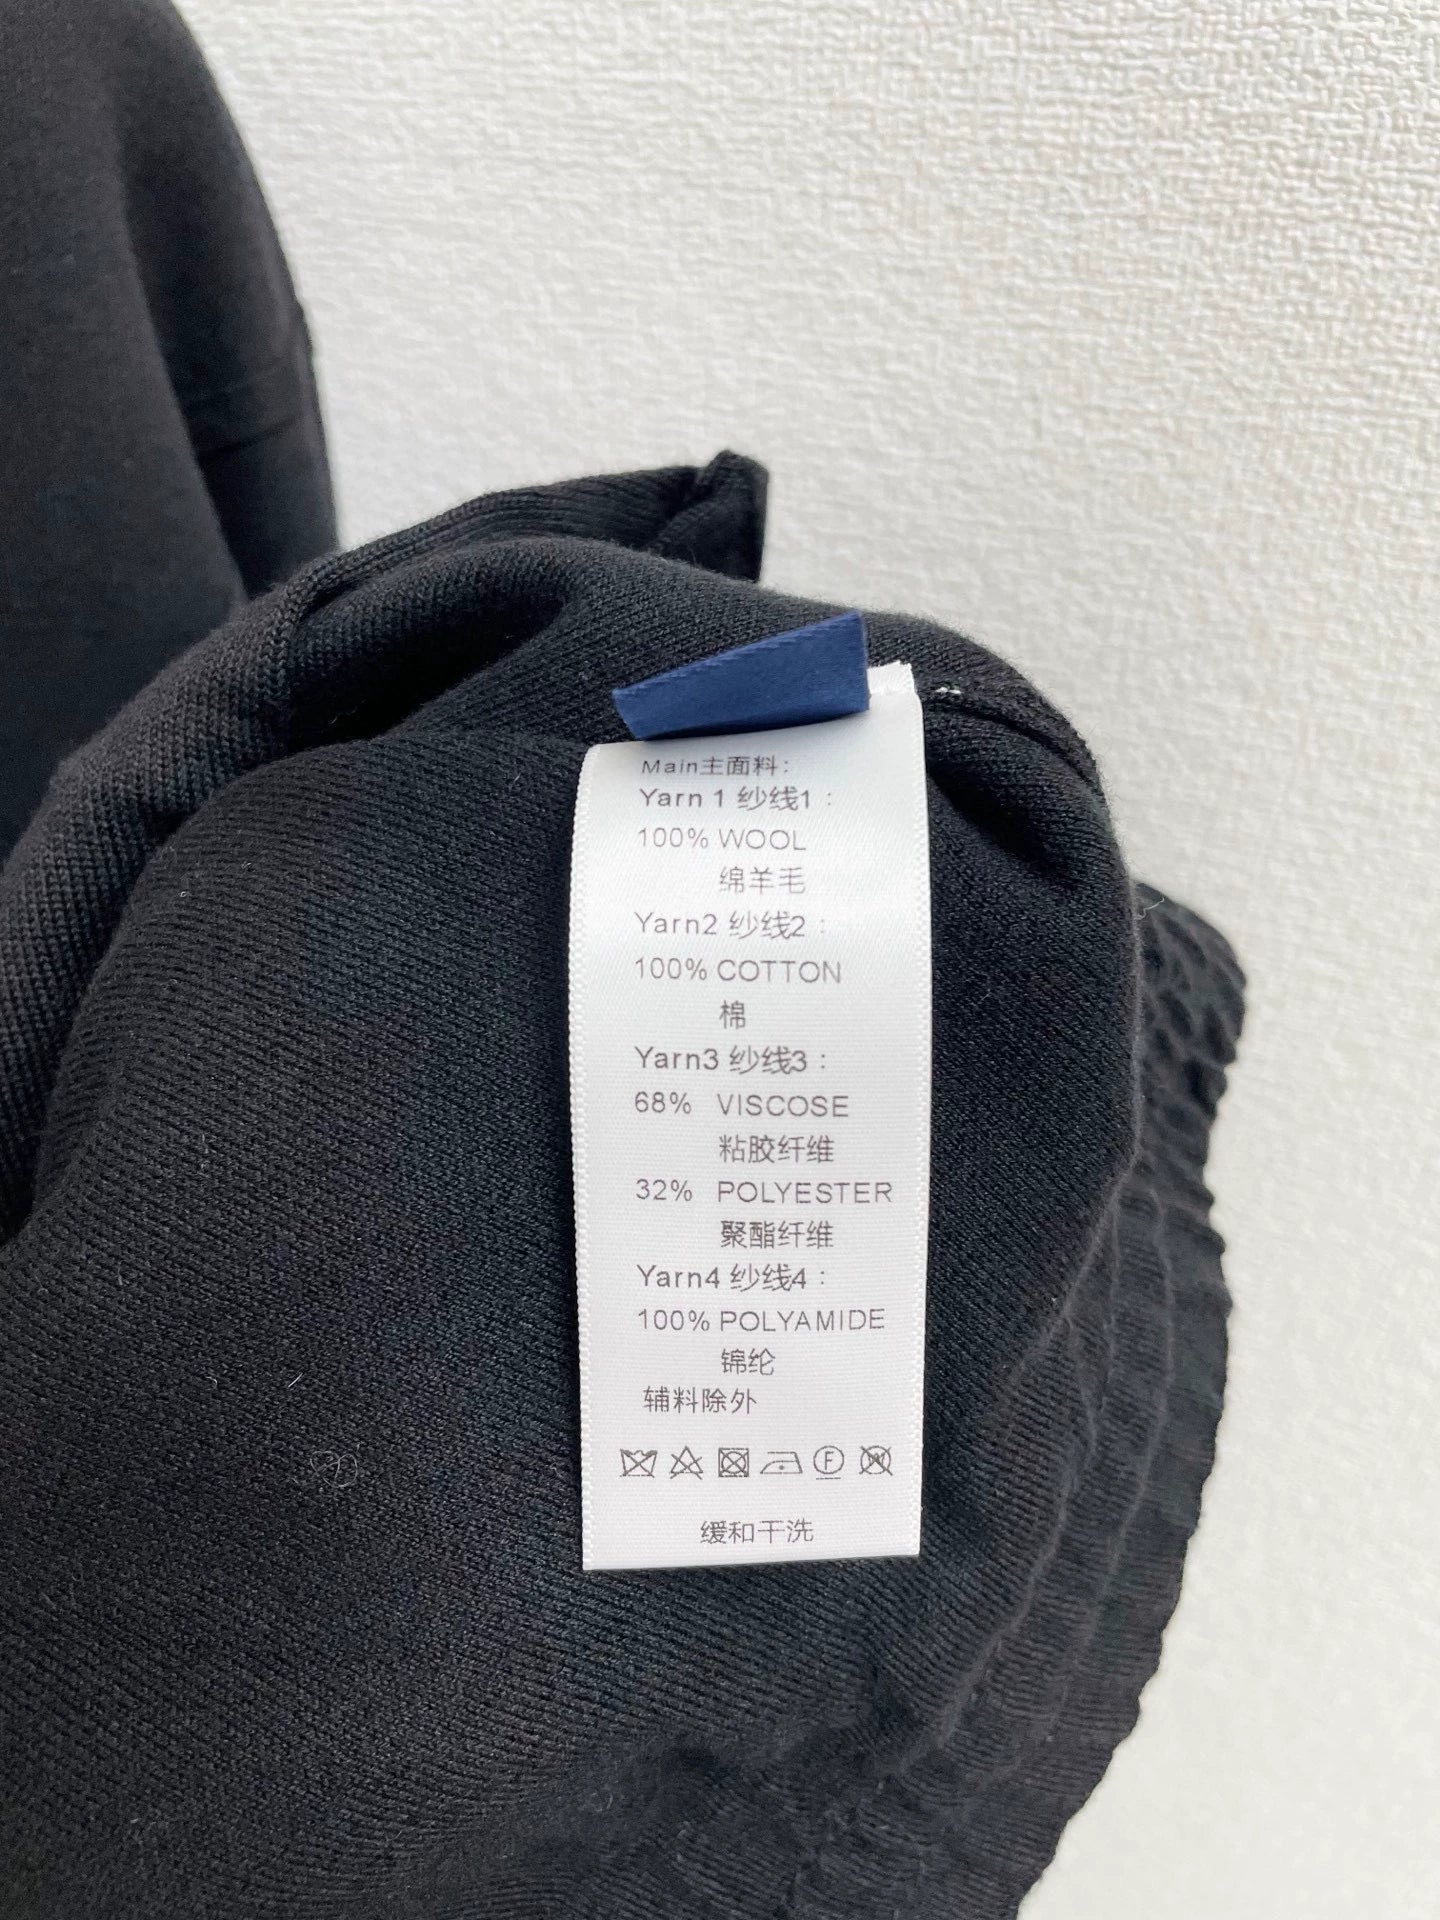 Main主面料:
Yarn 1 纱线1:
100% WOOL
绵羊毛
Yarn2 纱线2:
100% COTTON
棉
Yarn3 纱线3:
68% VISCOSE
粘胶纤维
32% POLYESTER
聚酯纤维
Yarn4 纱线4:
100% POLYAMIDE
锦纶
辅料除外
F W
缓和干洗